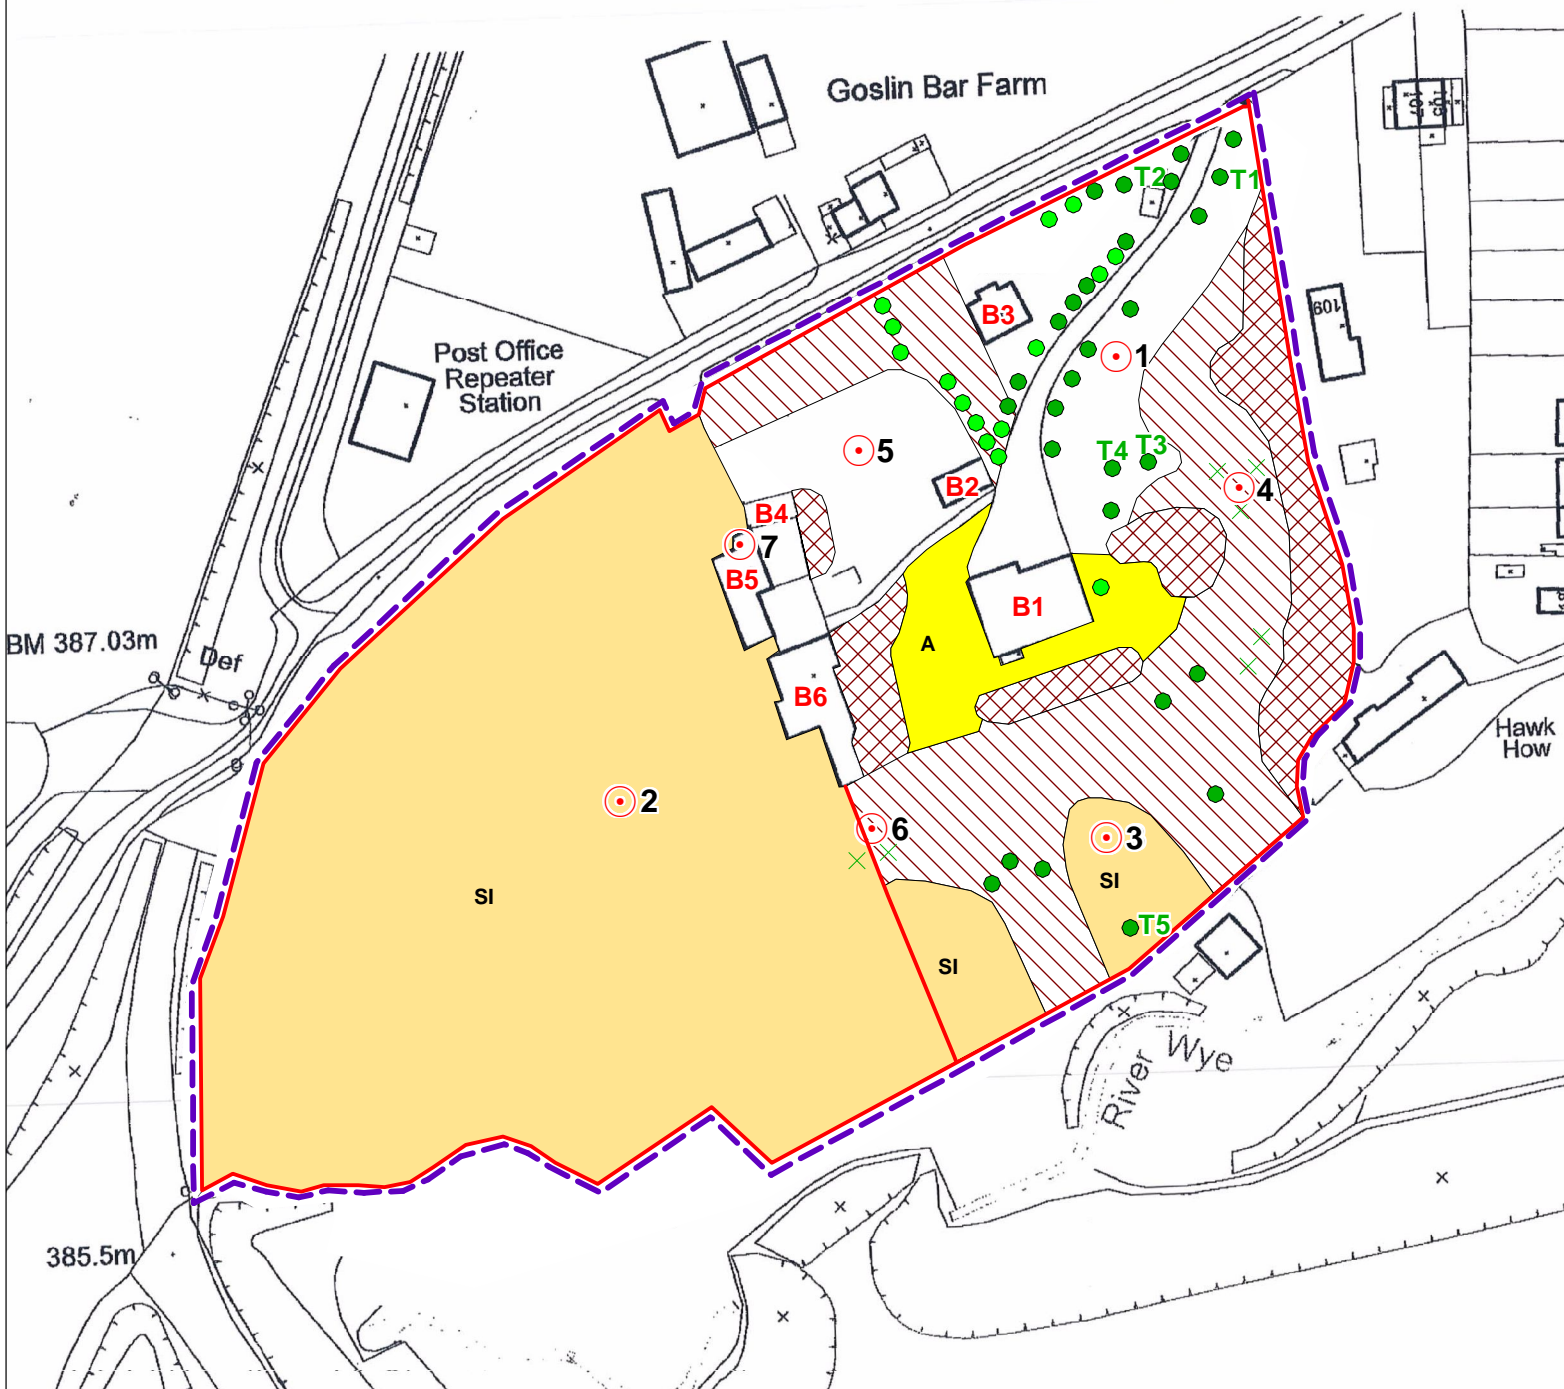 Goslin Bar Farm
105
107
T2
T1
109
B3
Post Office
Repeater
Station
1
5
T4
T3
B2
4
B4
7
B5
B1
BM 387.03m
Def
A
B6
Hawk
How
2
6
3
SI
SI
T5
SI
River
Wye
385.5m